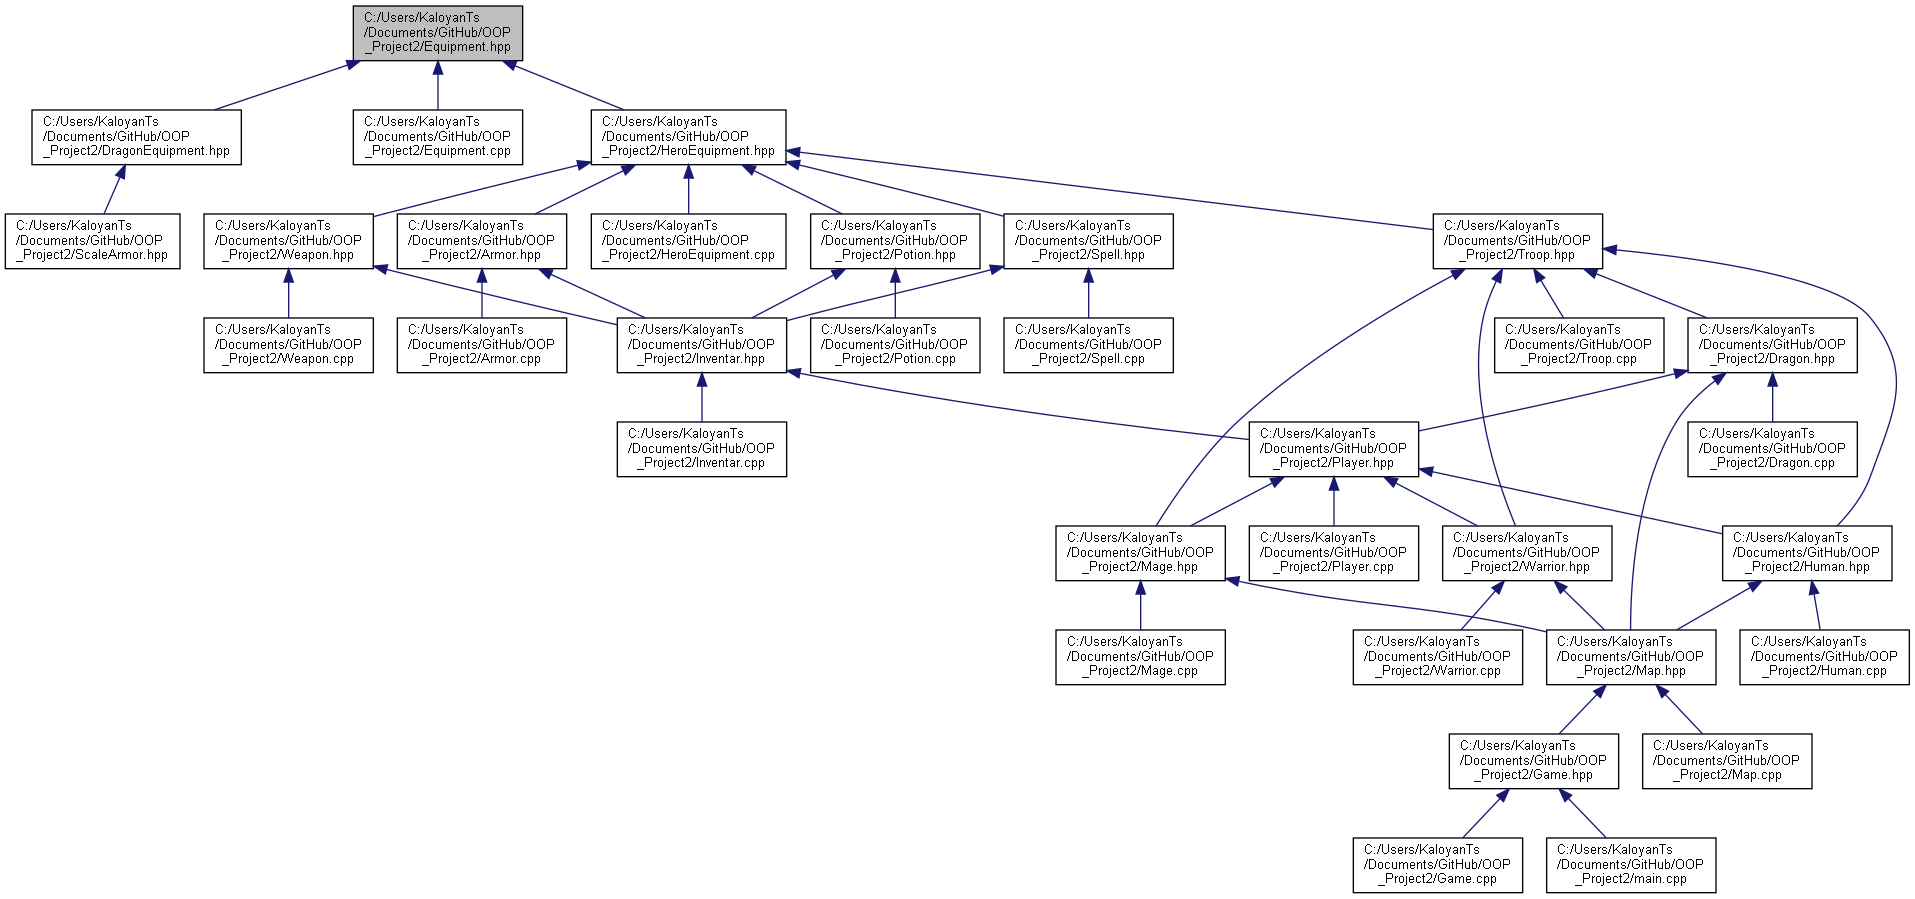 C:/Users/KaloyanTs
/Documents/GitHub/OOP
_Project2/Equipment.hpp
C:/Users/KaloyanTs
/Documents/GitHub/OOP
_Project2/DragonEquipment.hpp
C:/Users/KaloyanTs
/Documents/GitHub/OOP
_Project2/Equipment.cpp
C:/Users/KaloyanTs
/Documents/GitHub/OOP
_Project2/HeroEquipment.hpp
C:/Users/KaloyanTs
/Documents/GitHub/OOP
_Project2/ScaleArmor.hpp
C:/Users/KaloyanTs
/Documents/GitHub/OOP
_Project2/Weapon.hpp
C:/Users/KaloyanTs
/Documents/GitHub/OOP
_Project2/Armor.hpp
C:/Users/KaloyanTs
/Documents/GitHub/OOP
_Project2/HeroEquipment.cpp
C:/Users/KaloyanTs
/Documents/GitHub/OOP
_Project2/Potion.hpp
C:/Users/KaloyanTs
/Documents/GitHub/OOP
_Project2/Spell.hpp
C:/Users/KaloyanTs
/Documents/GitHub/OOP
_Project2/Troop.hpp
C:/Users/KaloyanTs
/Documents/GitHub/OOP
_Project2/Weapon.cpp
C:/Users/KaloyanTs
/Documents/GitHub/OOP
_Project2/Armor.cpp
C:/Users/KaloyanTs
/Documents/GitHub/OOP
_Project2/Inventar.hpp
C:/Users/KaloyanTs
/Documents/GitHub/OOP
_Project2/Potion.cpp
C:/Users/KaloyanTs
/Documents/GitHub/OOP
_Project2/Spell.cpp
C:/Users/KaloyanTs
/Documents/GitHub/OOP
_Project2/Troop.cpp
C:/Users/KaloyanTs
/Documents/GitHub/OOP
_Project2/Dragon.hpp
C:/Users/KaloyanTs
/Documents/GitHub/OOP
_Project2/Inventar.cpp
C:/Users/KaloyanTs
/Documents/GitHub/OOP
_Project2/Player.hpp
C:/Users/KaloyanTs
/Documents/GitHub/OOP
_Project2/Dragon.cpp
C:/Users/KaloyanTs
/Documents/GitHub/OOP
_Project2/Mage.hpp
C:/Users/KaloyanTs
/Documents/GitHub/OOP
_Project2/Player.cpp
C:/Users/KaloyanTs
/Documents/GitHub/OOP
_Project2/Warrior.hpp
C:/Users/KaloyanTs
/Documents/GitHub/OOP
_Project2/Human.hpp
C:/Users/KaloyanTs
/Documents/GitHub/OOP
_Project2/Mage.cpp
C:/Users/KaloyanTs
/Documents/GitHub/OOP
_Project2/Warrior.cpp
C:/Users/KaloyanTs
/Documents/GitHub/OOP
_Project2/Map.hpp
C:/Users/KaloyanTs
/Documents/GitHub/OOP
_Project2/Human.cpp
C:/Users/KaloyanTs
/Documents/GitHub/OOP
_Project2/Game.hpp
C:/Users/KaloyanTs
/Documents/GitHub/OOP
_Project2/Map.cpp
C:/Users/KaloyanTs
/Documents/GitHub/OOP
_Project2/Game.cpp
C:/Users/KaloyanTs
/Documents/GitHub/OOP
_Project2/main.cpp